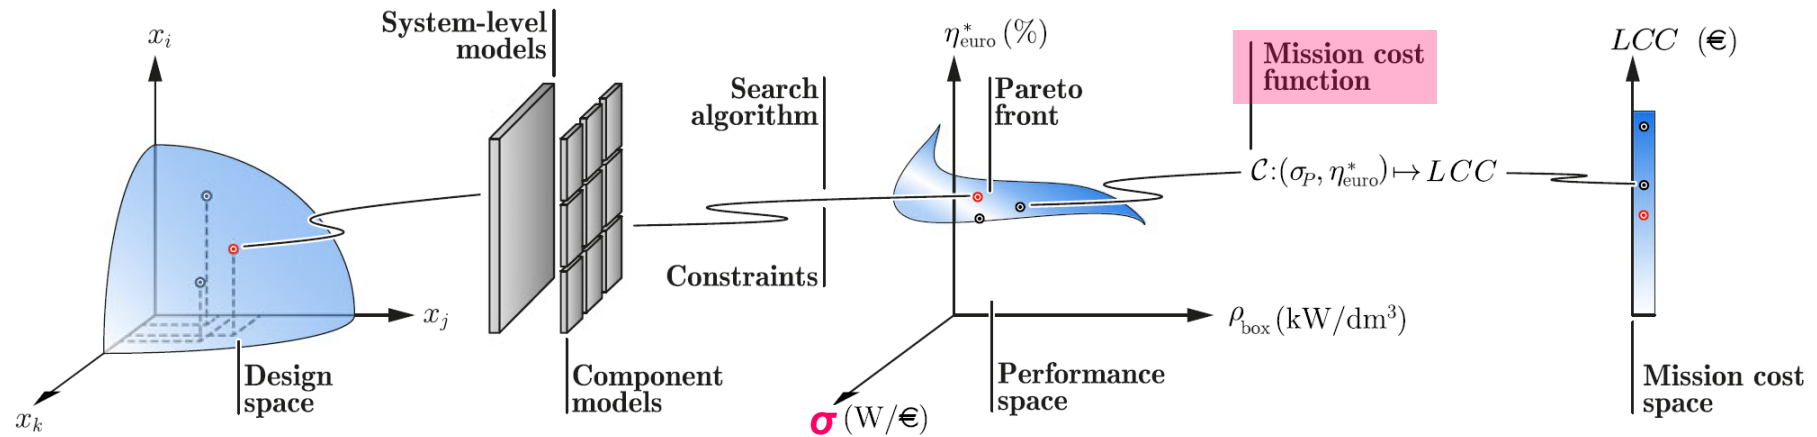 x_i
x_j
x_k
Design
space
System-level
models
Component
models
Search
algorithm
Constraints
η*_euro (%)
Pareto
front
ρ_box (kW/dm³)
σ (W/€)
Performance
space
Mission cost
function
C:(σ_P, η*_euro) ↦ LCC
LCC (€)
Mission cost
space